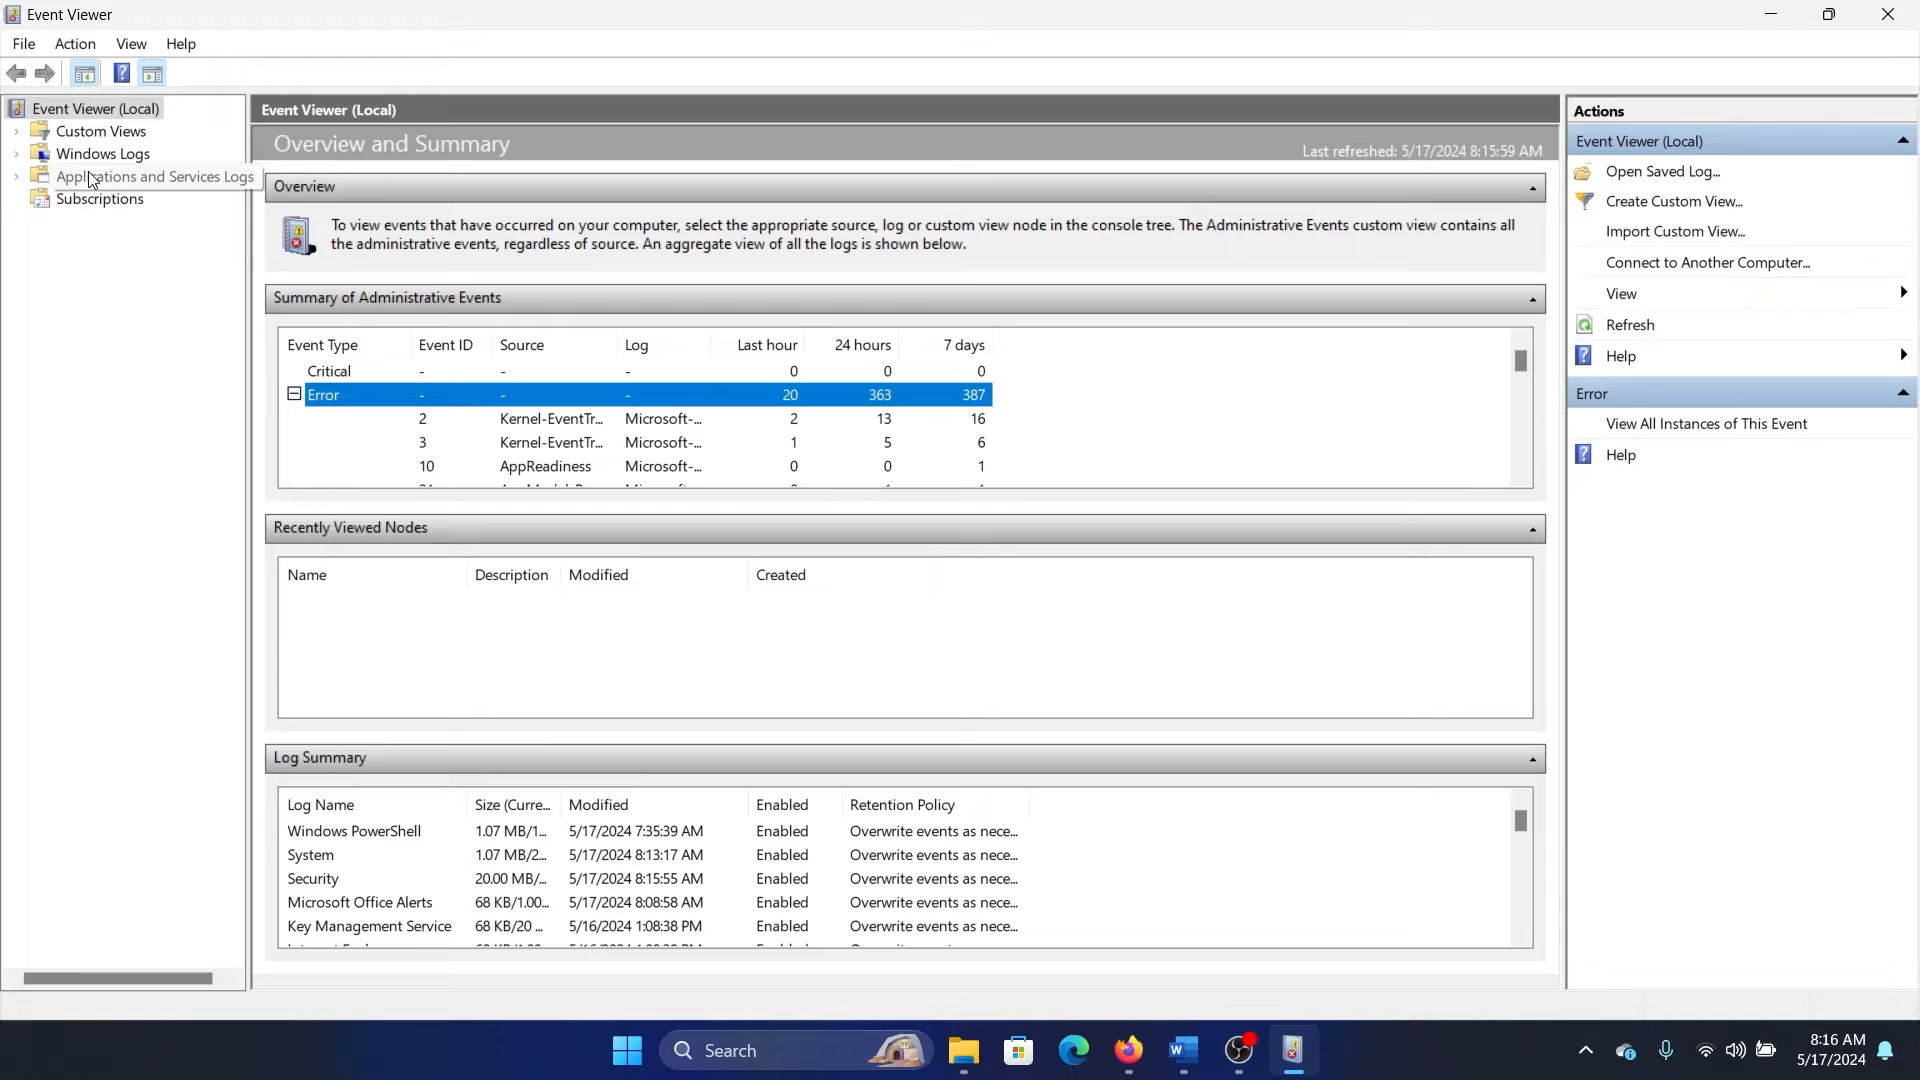 Event Viewer
File Action View Help
Event Viewer (Local)
Custom Views
Windows Logs
Applications and Services Logs
Subscriptions
Event Viewer (Local)
Overview and Summary
Last refreshed: 5/17/2024 8:15:59 AM
Overview
To view events that have occurred on your computer, select the appropriate source, log or custom view node in the console tree. The Administrative Events custom view contains all
the administrative events, regardless of source. An aggregate view of all the logs is shown below.
Summary of Administrative Events
Event Type Event ID Source Log Last hour 24 hours 7 days
Critical - - - 0 0 0
Error - - - 20 363 387
2 Kernel-EventTr... Microsoft-... 2 13 16
3 Kernel-EventTr... Microsoft-... 1 5 6
10 AppReadiness Microsoft-... 0 0 1
Recently Viewed Nodes
Name Description Modified Created
Log Summary
Log Name Size (Curre... Modified Enabled Retention Policy
Windows PowerShell 1.07 MB/1... 5/17/2024 7:35:39 AM Enabled Overwrite events as nece...
System 1.07 MB/2... 5/17/2024 8:13:17 AM Enabled Overwrite events as nece...
Security 20.00 MB/... 5/17/2024 8:15:55 AM Enabled Overwrite events as nece...
Microsoft Office Alerts 68 KB/1.00... 5/17/2024 8:08:58 AM Enabled Overwrite events as nece...
Key Management Service 68 KB/20 ... 5/16/2024 1:08:38 PM Enabled Overwrite events as nece...
Actions
Event Viewer (Local)
Open Saved Log...
Create Custom View...
Import Custom View...
Connect to Another Computer...
View
Refresh
Help
Error
View All Instances of This Event
Help
Search
8:16 AM
5/17/2024